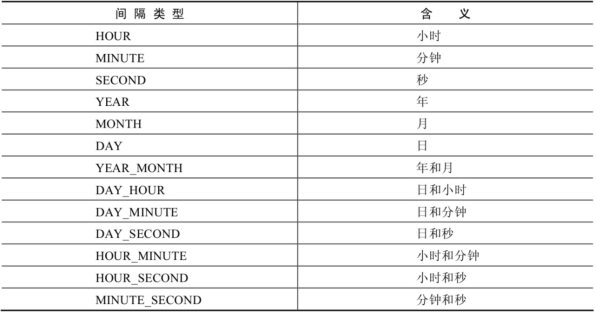 间隔类型 含义
HOUR 小时
MINUTE 分钟
SECOND 秒
YEAR 年
MONTH 月
DAY 日
YEAR_MONTH 年和月
DAY_HOUR 日和小时
DAY_MINUTE 日和分钟
DAY_SECOND 日和秒
HOUR_MINUTE 小时和分钟
HOUR_SECOND 小时和秒
MINUTE_SECOND 分钟和秒